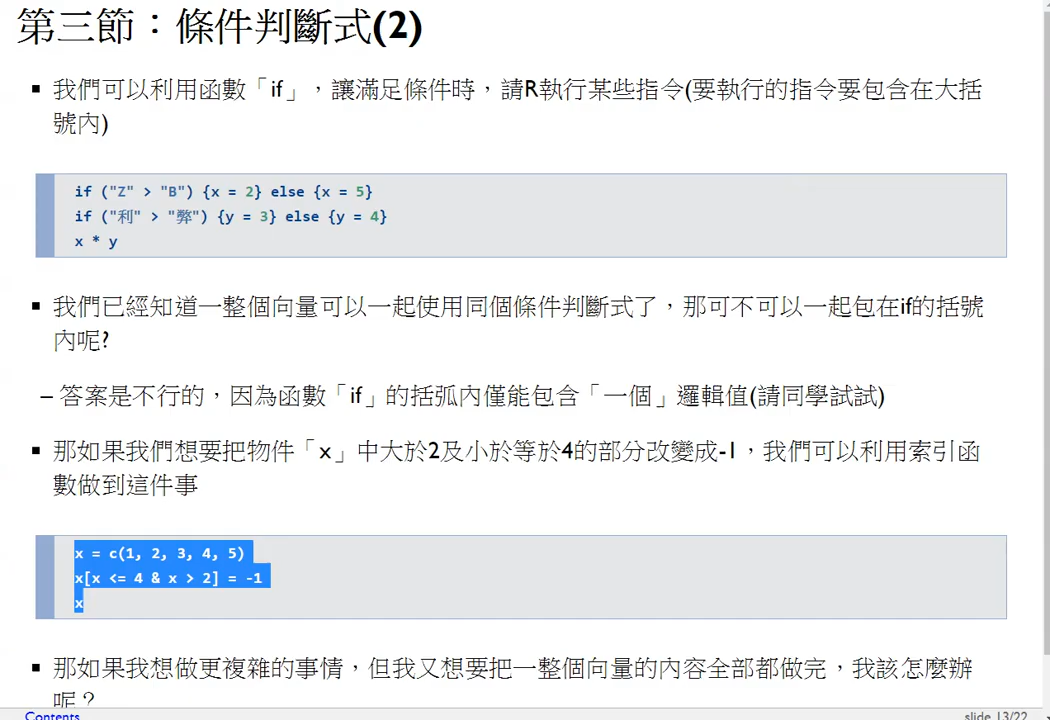 第三節：條件判斷式(2)
▪ 我們可以利用函數「if」，讓滿足條件時，請R執行某些指令(要執行的指令要包含在大括
號內)
if ("Z" > "B") {x = 2} else {x = 5}
if ("利" > "弊") {y = 3} else {y = 4}
x * y
▪ 我們已經知道一整個向量可以一起使用同個條件判斷式了，那可不可以一起包在if的括號
內呢?
– 答案是不行的，因為函數「if」的括弧內僅能包含「一個」邏輯值(請同學試試)
▪ 那如果我們想要把物件「x」中大於2及小於等於4的部分改變成-1，我們可以利用索引函
數做到這件事
x = c(1, 2, 3, 4, 5)
x[x <= 4 & x > 2] = -1
x
▪ 那如果我想做更複雜的事情，但我又想要把一整個向量的內容全部都做完，我該怎麼辦
呢？
Contents
slide 13/22